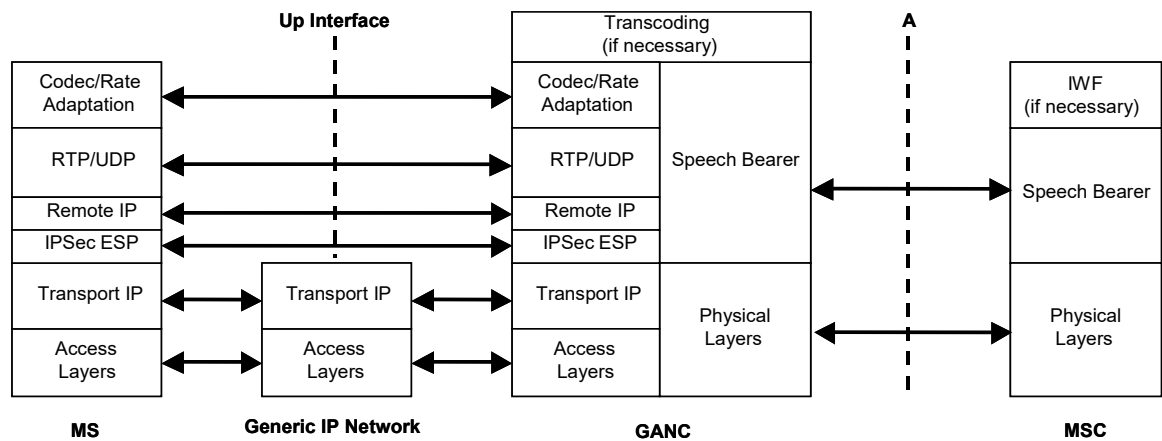 Up Interface
A
Transcoding
(if necessary)
Codec/Rate
Adaptation
Codec/Rate
Adaptation
IWF
(if necessary)
RTP/UDP
RTP/UDP
Speech Bearer
Speech Bearer
Remote IP
Remote IP
IPSec ESP
IPSec ESP
Transport IP
Transport IP
Transport IP
Physical
Layers
Physical
Layers
Access
Layers
Access
Layers
Access
Layers
MS
Generic IP Network
GANC
MSC